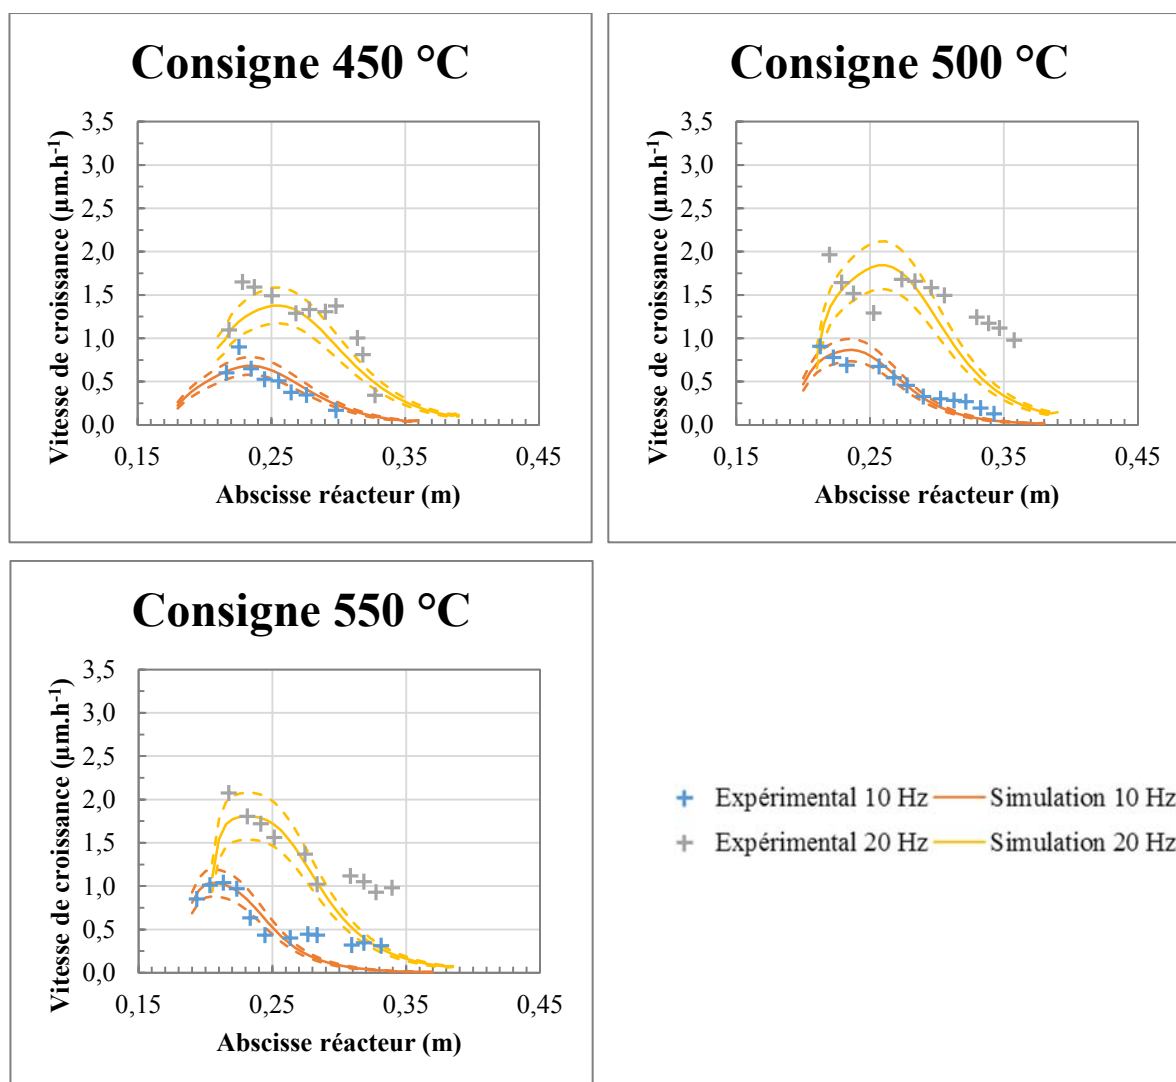 Consigne 450 °C
Vitesse de croissance (µm.h-1)
3,5
3,0
2,5
2,0
1,5
1,0
0,5
0,0
0,15 0,25 0,35 0,45
Abscisse réacteur (m)
Consigne 500 °C
Vitesse de croissance (µm.h-1)
3,5
3,0
2,5
2,0
1,5
1,0
0,5
0,0
0,15 0,25 0,35 0,45
Abscisse réacteur (m)
Consigne 550 °C
Vitesse de croissance (µm.h-1)
3,5
3,0
2,5
2,0
1,5
1,0
0,5
0,0
0,15 0,25 0,35 0,45
Abscisse réacteur (m)
Expérimental 10 Hz Simulation 10 Hz
Expérimental 20 Hz Simulation 20 Hz